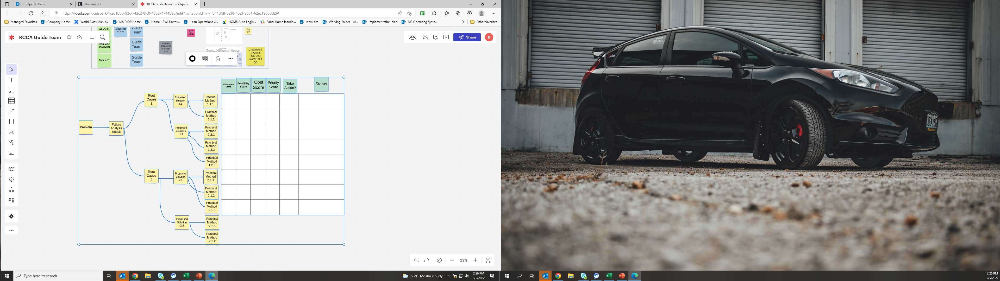 Company Home
Documents
RCCA Guide Team: Lucidspark
https://lucid.app/lucidspark/1cec1bbb-92c4-42c2-8fc0-46be74744b2d/edit?invitationId=inv_f341dfdf-ce38-4ce3-a6d1-62ec196bdd2f#
Managed Favorites
Company Home
World Class Manuf...
MS PrOP Home
Home - BWI Factor...
Lean Operations C...
HQMS Auto Login...
Saba: Home learnin...
wcm site
Working Folder - Al...
implementation plan
NG Operating Syste...
Other favorites
RCCA Guide Team
Share
B
What's the
Disciplined
RCCAs
Guide
Team
Buy
in?
Initial view
of activities
Guide
Team
Program
willingness
to accept
risk
Cadence?
Guide
Team
Create Pull:
-PCAB's
-QE Dev.
-WCM: FI &
QC
Effectiveness
Score
Feasibility
Score
Cost
Score
Priority
Score
Take
Action?
Status
Problem
Failure
Analysis
Result
Root
Cause
1
Proposed
Solution
1.1
Practical
Method
1.1.1
Practical
Method
1.1.2
Proposed
Solution
1.2
Practical
Method
1.2.1
Practical
Method
1.2.2
Practical
Method
1.2.3
Root
Cause
2
Proposed
Solution
2.1
Practical
Method
2.1.1
Practical
Method
2.1.2
Practical
Method
2.1.3
Proposed
Solution
2.2
Practical
Method
2.2.1
Practical
Method
2.2.2
33%
Type here to search
56°F Mostly cloudy
2:26 PM
5/5/2022
2:26 PM
5/5/2022